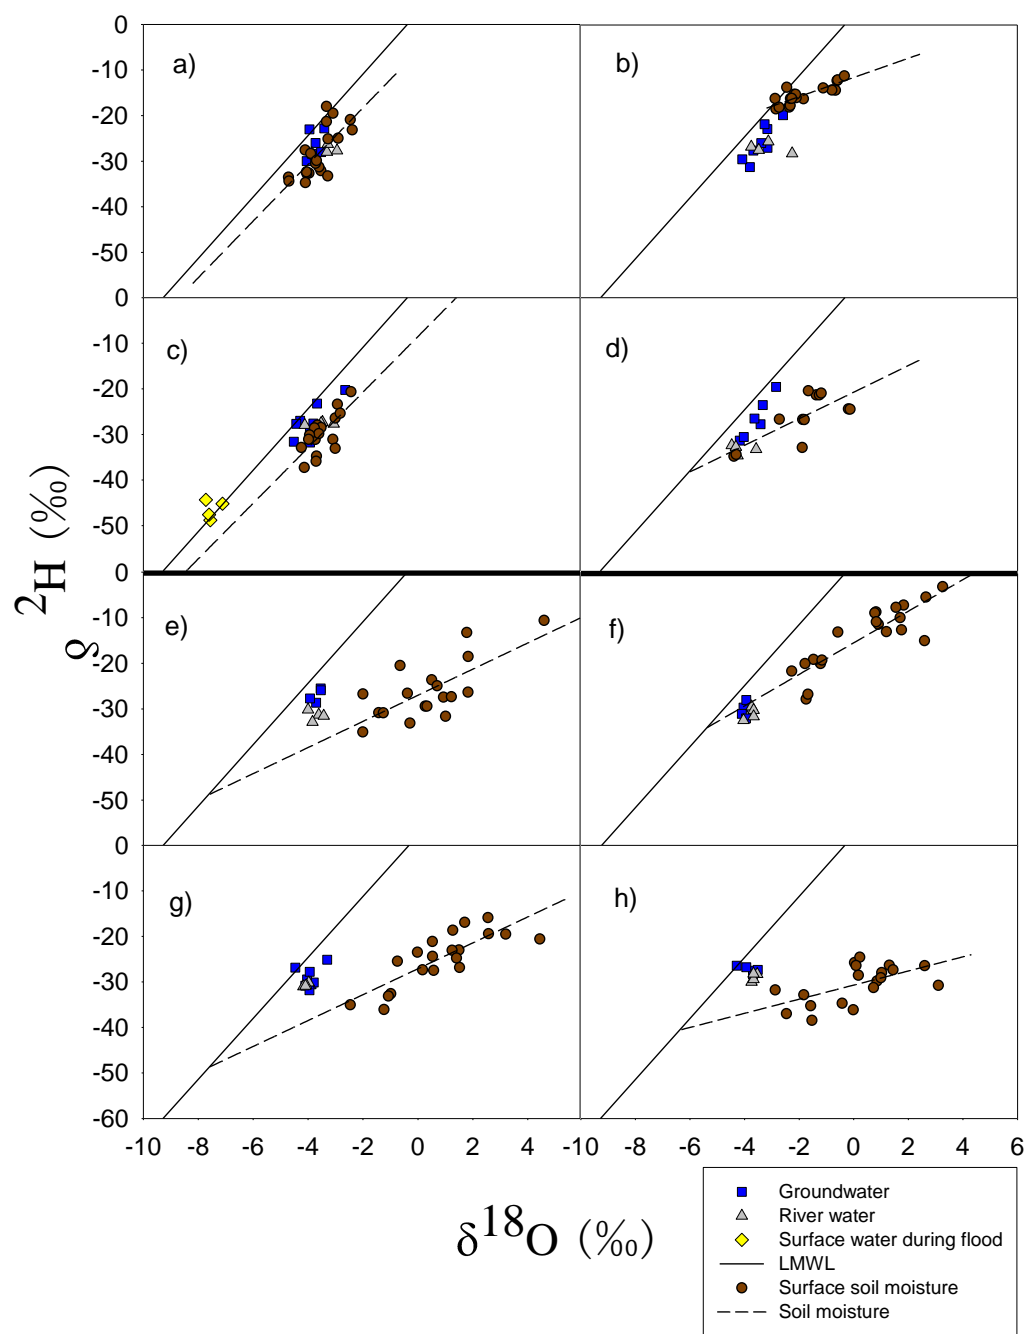 0
-10
-20
-30
-40
-50
a)
b)
0
-10
-20
-30
-40
-50
c)
d)
0
-10
-20
-30
-40
-50
e)
f)
0
-10
-20
-30
-40
-50
-60
g)
h)
-10 -8 -6 -4 -2 0 2 4 -10 -8 -6 -4 -2 0 2 4 6
δ 2H (‰)
δ18O (‰)
Groundwater
River water
Surface water during flood
LMWL
Surface soil moisture
Soil moisture